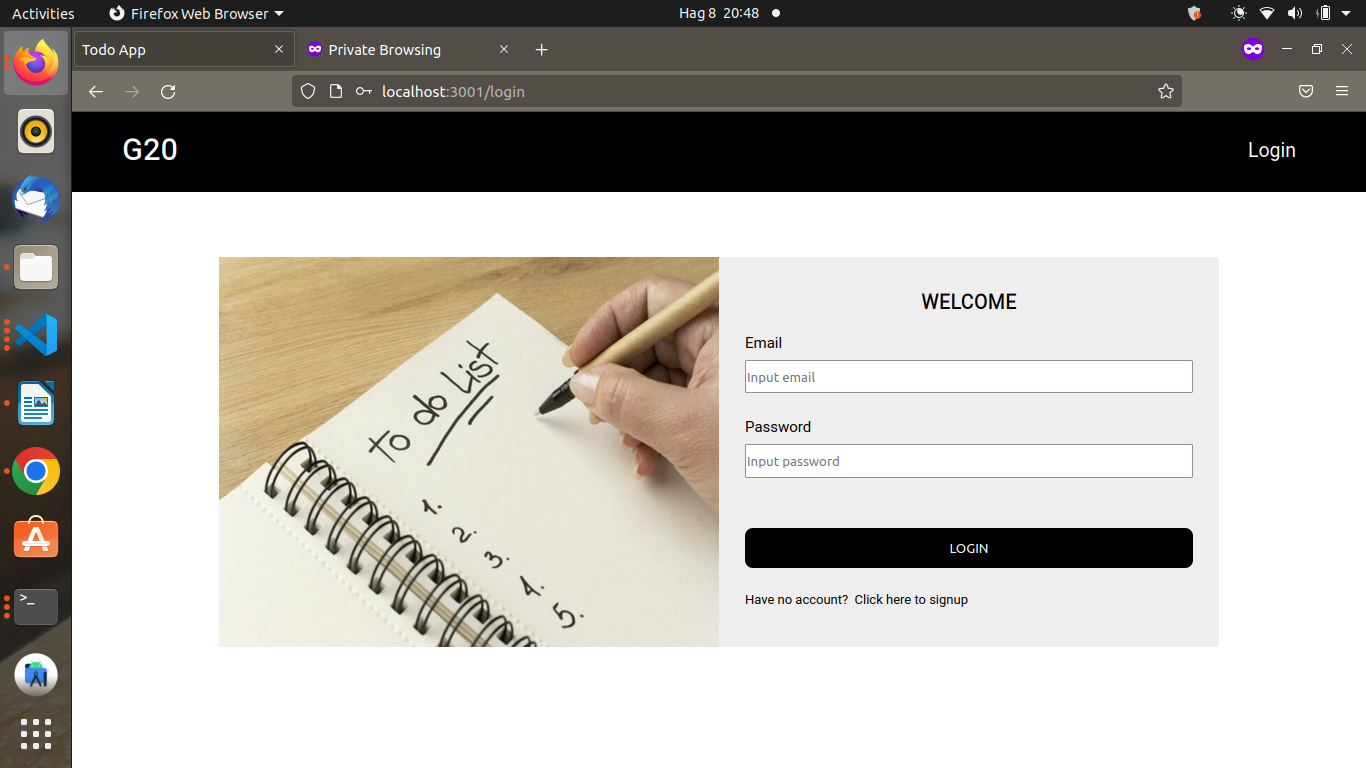 Activities Firefox Web Browser Hag 8 20:48
Todo App Private Browsing
localhost:3001/login
G20 Login
WELCOME
Email
Input email
Password
Input password
LOGIN
Have no account? Click here to signup
to do list
1.
2.
3.
4.
5.